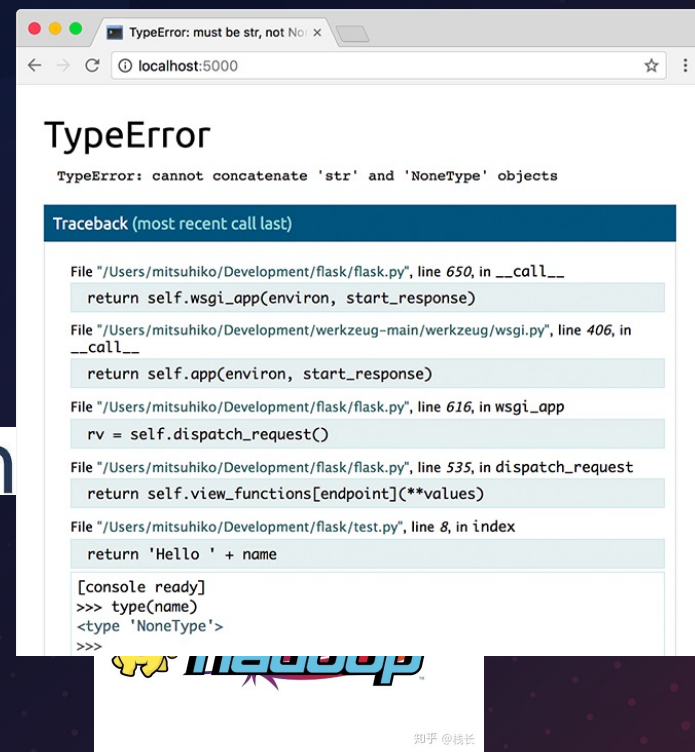 TypeError: must be str, not No
localhost:5000
TypeError
TypeError: cannot concatenate 'str' and 'NoneType' objects
Traceback (most recent call last)
File "/Users/mitsuhiko/Development/flask/flask.py", line 650, in __call__
return self.wsgi_app(environ, start_response)
File "/Users/mitsuhiko/Development/werkzeug-main/werkzeug/wsgi.py", line 406, in
__call__
return self.app(environ, start_response)
File "/Users/mitsuhiko/Development/flask/flask.py", line 616, in wsgi_app
rv = self.dispatch_request()
File "/Users/mitsuhiko/Development/flask/flask.py", line 535, in dispatch_request
return self.view_functions[endpoint](**values)
File "/Users/mitsuhiko/Development/flask/test.py", line 8, in index
return 'Hello ' + name
[console ready]
>>> type(name)
<type 'NoneType'>
>>>
hadoop
知乎 @栈长